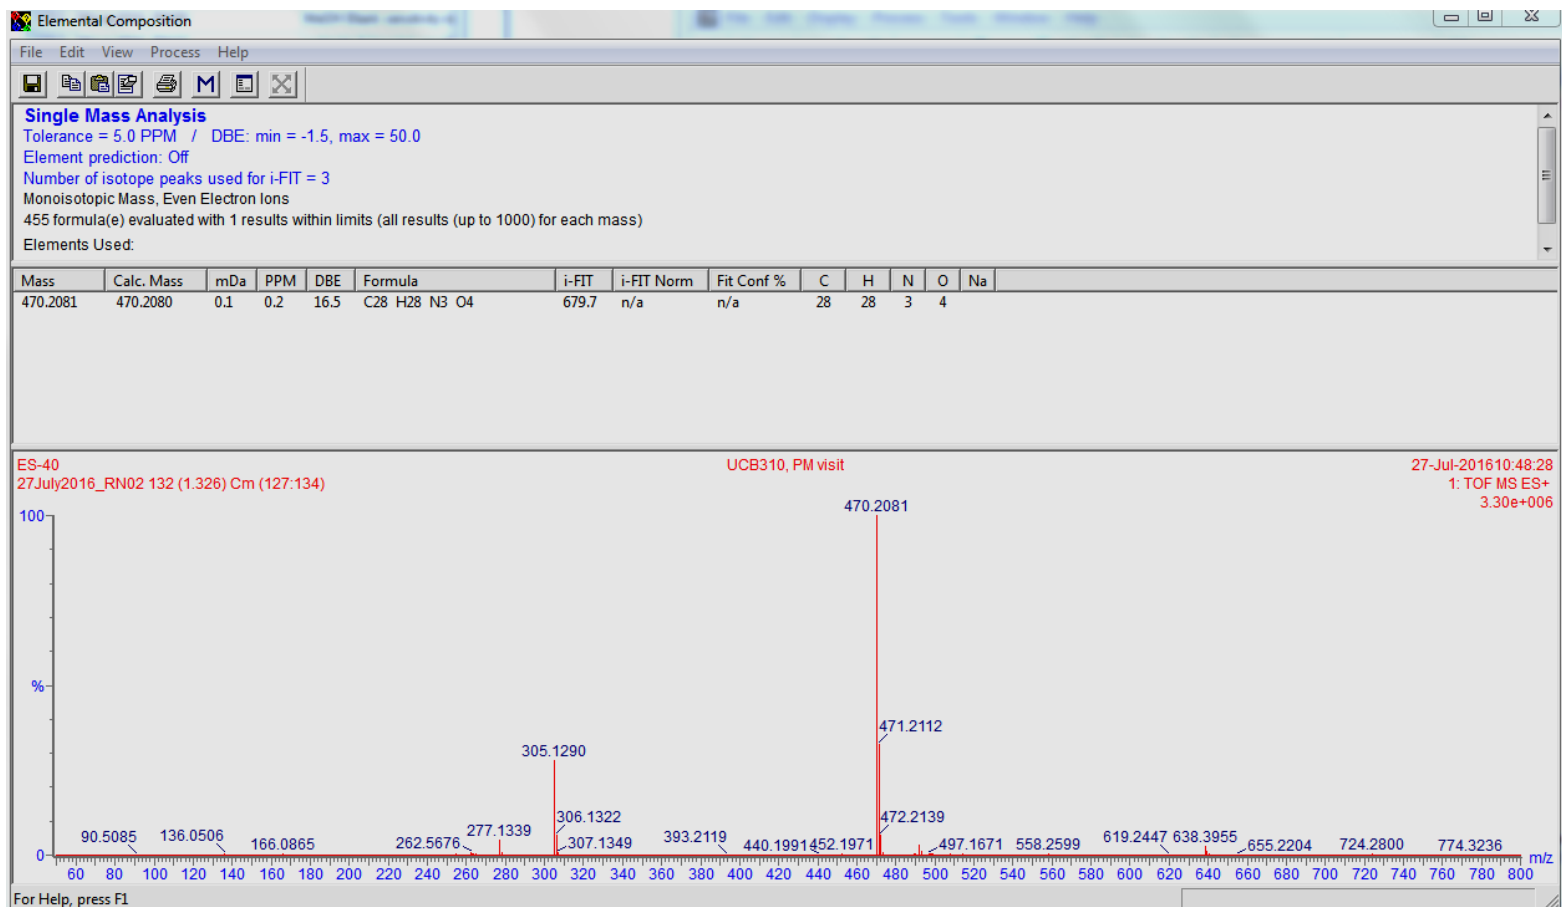 Elemental Composition
File Edit View Process Help
M
Single Mass Analysis
Tolerance = 5.0 PPM / DBE: min = -1.5, max = 50.0
Element prediction: Off
Number of isotope peaks used for i-FIT = 3
Monoisotopic Mass, Even Electron Ions
455 formula(e) evaluated with 1 results within limits (all results (up to 1000) for each mass)
Elements Used:
Mass Calc. Mass mDa PPM DBE Formula i-FIT i-FIT Norm Fit Conf % C H N O Na
470.2081 470.2080 0.1 0.2 16.5 C28 H28 N3 O4 679.7 n/a n/a 28 28 3 4
ES-40 UCB310, PM visit 27-Jul-201610:48:28
27July2016_RN02 132 (1.326) Cm (127:134) 1: TOF MS ES+
3.30e+006
470.2081
100
%
0
471.2112
305.1290
306.1322
472.2139
90.5085 136.0506 166.0865 262.5676 277.1339 307.1349 393.2119 440.1991 452.1971 497.1671 558.2599 619.2447 638.3955 655.2204 724.2800 774.3236
m/z
60 80 100 120 140 160 180 200 220 240 260 280 300 320 340 360 380 400 420 440 460 480 500 520 540 560 580 600 620 640 660 680 700 720 740 760 780 800
For Help, press F1